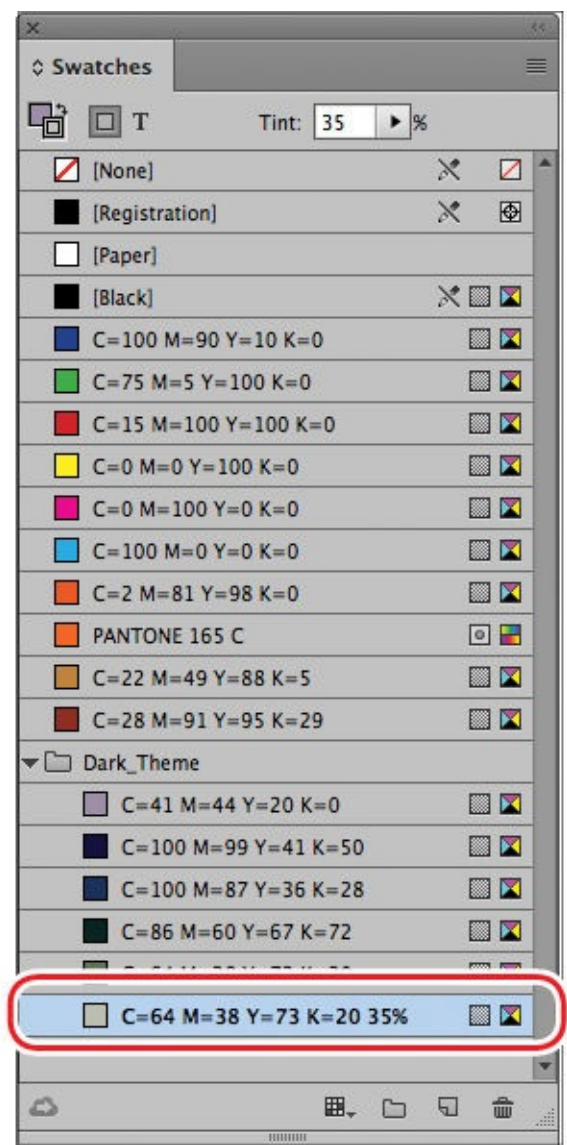 Swatches
T Tint: 35 %
[None]
[Registration]
[Paper]
[Black]
C=100 M=90 Y=10 K=0
C=75 M=5 Y=100 K=0
C=15 M=100 Y=100 K=0
C=0 M=0 Y=100 K=0
C=0 M=100 Y=0 K=0
C=100 M=0 Y=0 K=0
C=2 M=81 Y=98 K=0
PANTONE 165 C
C=22 M=49 Y=88 K=5
C=28 M=91 Y=95 K=29
Dark_Theme
C=41 M=44 Y=20 K=0
C=100 M=99 Y=41 K=50
C=100 M=87 Y=36 K=28
C=86 M=60 Y=67 K=72
C=64 M=38 Y=73 K=20 35%